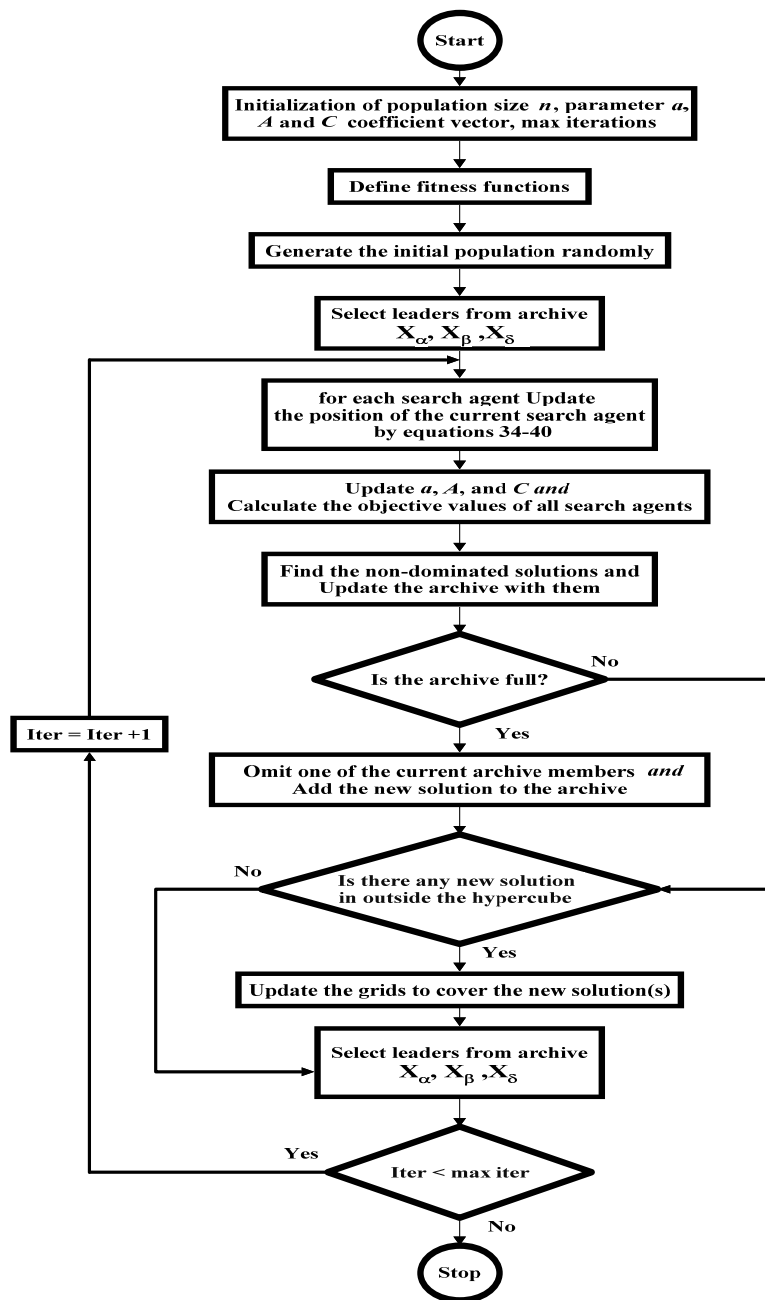 Start
Initialization of population size n, parameter a,
A and C coefficient vector, max iterations
Define fitness functions
Generate the initial population randomly
Select leaders from archive
Xα, Xβ ,Xδ
for each search agent Update
the position of the current search agent
by equations 34-40
Update a, A, and C and
Calculate the objective values of all search agents
Find the non-dominated solutions and
Update the archive with them
Is the archive full?
No
Yes
Iter = Iter +1
Omit one of the current archive members and
Add the new solution to the archive
No
Is there any new solution
in outside the hypercube
Yes
Update the grids to cover the new solution(s)
Select leaders from archive
Xα, Xβ ,Xδ
Yes
Iter < max iter
No
Stop